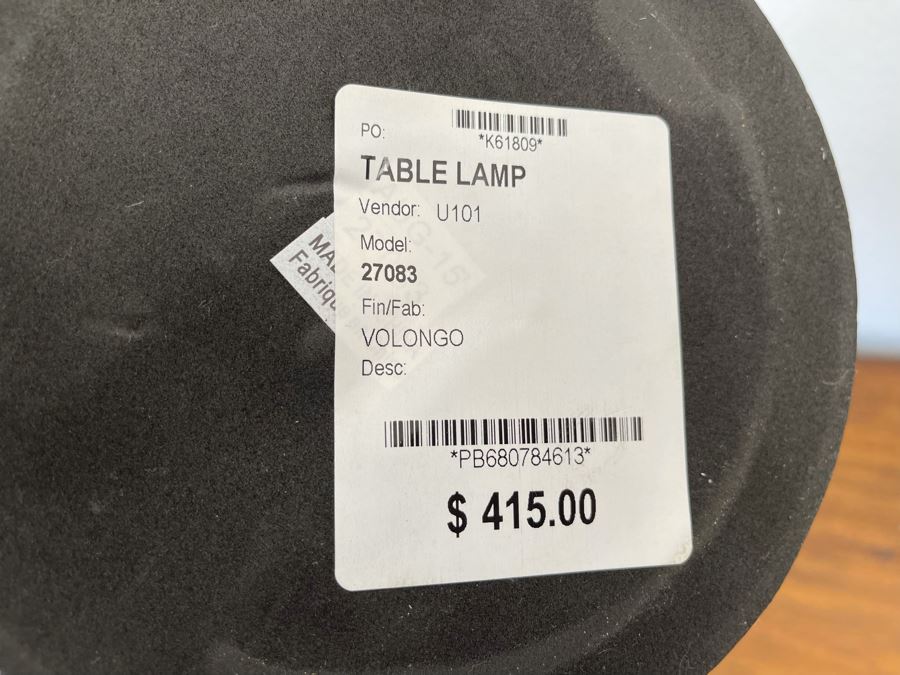 PO:
*K61809*
TABLE LAMP
Vendor: U101
Model:
27083
Fin/Fab:
VOLONGO
Desc:
*PB680784613*
$ 415.00